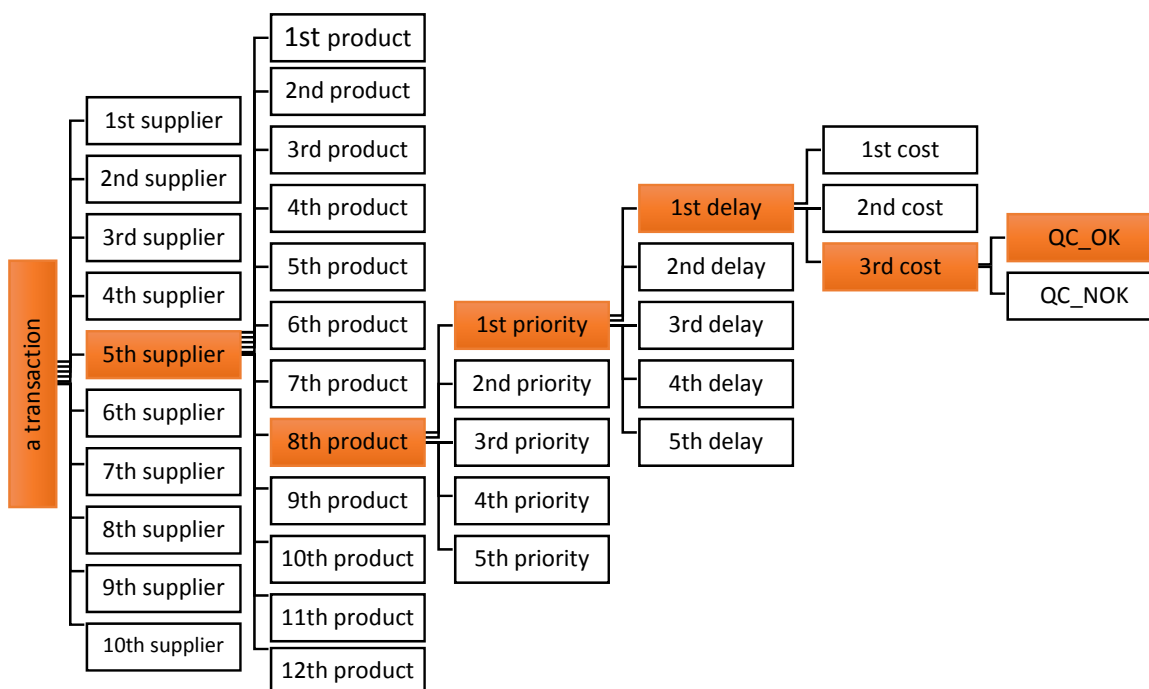 a transaction
1st supplier
2nd supplier
3rd supplier
4th supplier
5th supplier
6th supplier
7th supplier
8th supplier
9th supplier
10th supplier
1st product
2nd product
3rd product
4th product
5th product
6th product
7th product
8th product
9th product
10th product
11th product
12th product
1st priority
2nd priority
3rd priority
4th priority
5th priority
1st delay
2nd delay
3rd delay
4th delay
5th delay
1st cost
2nd cost
3rd cost
QC_OK
QC_NOK